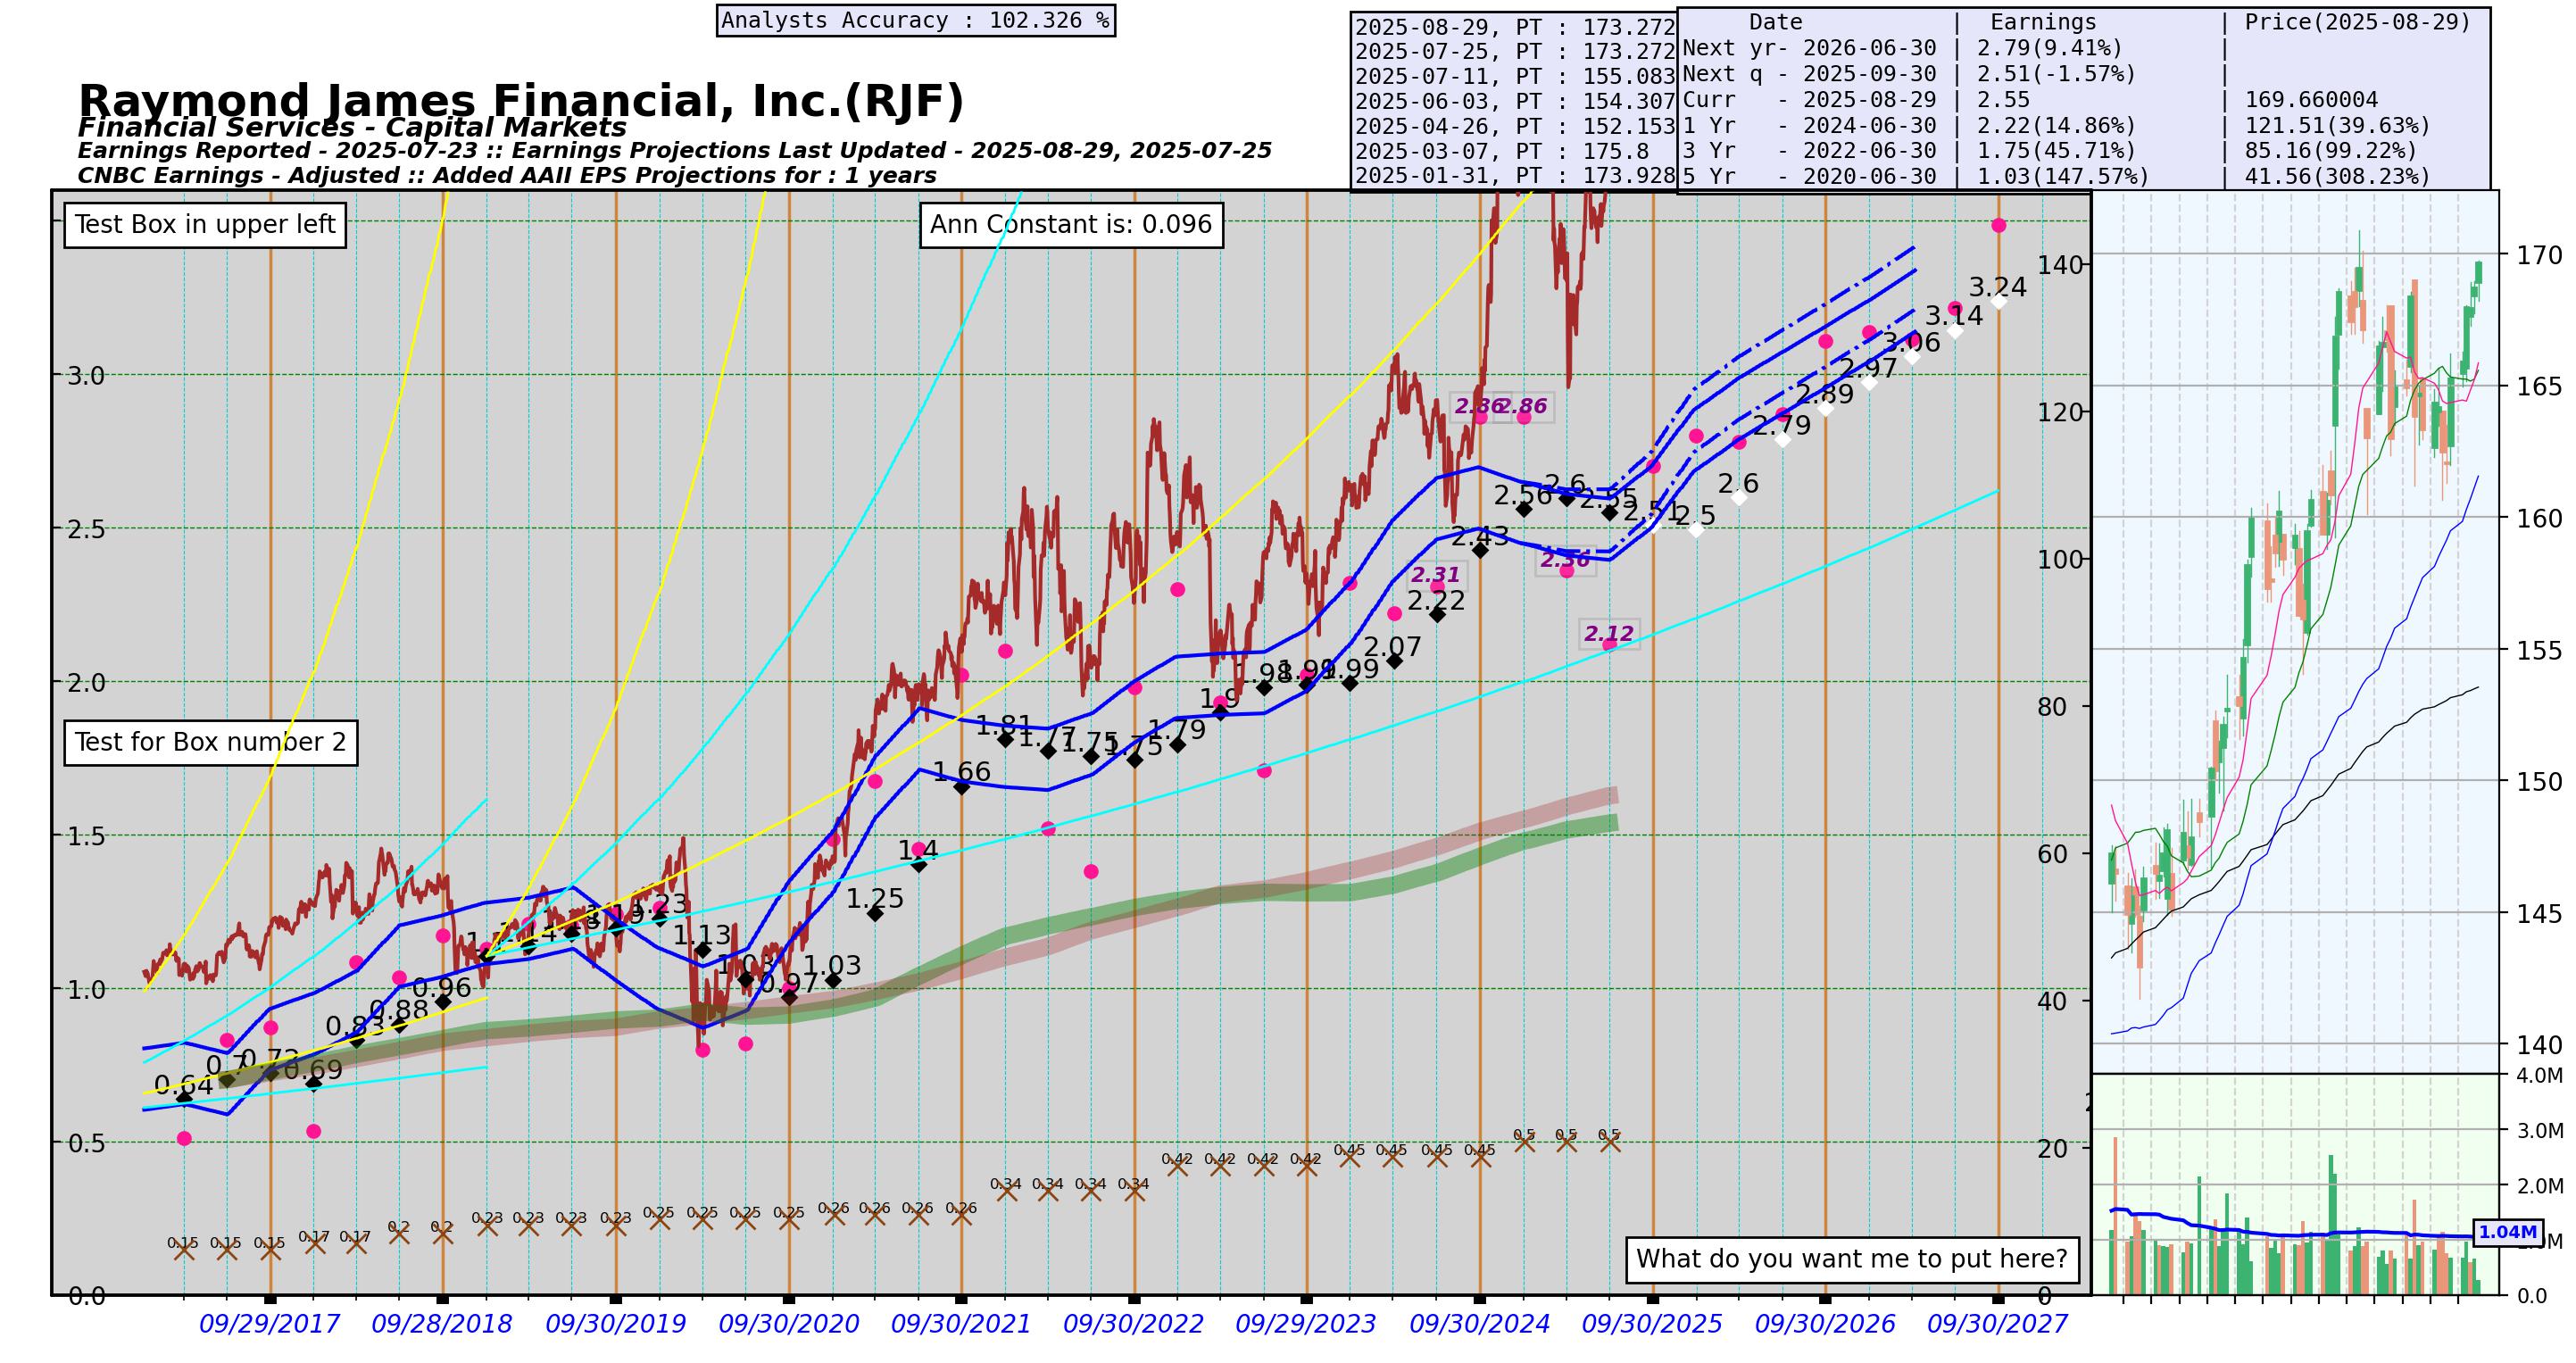 Analysts Accuracy : 102.326 %
Raymond James Financial, Inc.(RJF)
Financial Services - Capital Markets
Earnings Reported - 2025-07-23 :: Earnings Projections Last Updated - 2025-08-29, 2025-07-25
CNBC Earnings - Adjusted :: Added AAII EPS Projections for : 1 years
2025-08-29, PT : 173.272
2025-07-25, PT : 173.272
2025-07-11, PT : 155.083
2025-06-03, PT : 154.307
2025-04-26, PT : 152.153
2025-03-07, PT : 175.8
2025-01-31, PT : 173.928
Date | Earnings | Price(2025-08-29)
Next yr- 2026-06-30 | 2.79(9.41%) |
Next q - 2025-09-30 | 2.51(-1.57%) |
Curr - 2025-08-29 | 2.55 | 169.660004
1 Yr - 2024-06-30 | 2.22(14.86%) | 121.51(39.63%)
3 Yr - 2022-06-30 | 1.75(45.71%) | 85.16(99.22%)
5 Yr - 2020-06-30 | 1.03(147.57%) | 41.56(308.23%)
Test Box in upper left
Ann Constant is: 0.096
Test for Box number 2
What do you want me to put here?
3.0
2.5
2.0
1.5
1.0
0.5
0.0
140
120
100
80
60
40
20
0
170
165
160
155
150
145
140
4.0M
3.0M
2.0M
1.04M
0.0
0.64 0.7 0.72 0.69 0.83 0.88 0.96
1.19 1.23 1.13 1.03 0.97 1.03 1.25 1.4 1.66
1.81 1.77 1.75 1.75 1.79 1.9 1.98 1.99 1.99 2.07 2.22 2.43
2.56 2.6 2.55 2.51 2.5 2.6 2.79 2.89 2.97 3.06 3.14 3.24
2.31 2.86 2.86 2.36 2.12
0.15 0.15 0.15 0.17 0.17 0.2 0.2 0.23 0.23 0.23 0.23 0.25 0.25 0.25 0.25 0.26 0.26 0.26 0.26 0.34 0.34 0.34 0.34 0.42 0.42 0.42 0.42 0.45 0.45 0.45 0.45 0.5 0.5 0.5
09/29/2017 09/28/2018 09/30/2019 09/30/2020 09/30/2021 09/30/2022 09/29/2023 09/30/2024 09/30/2025 09/30/2026 09/30/2027